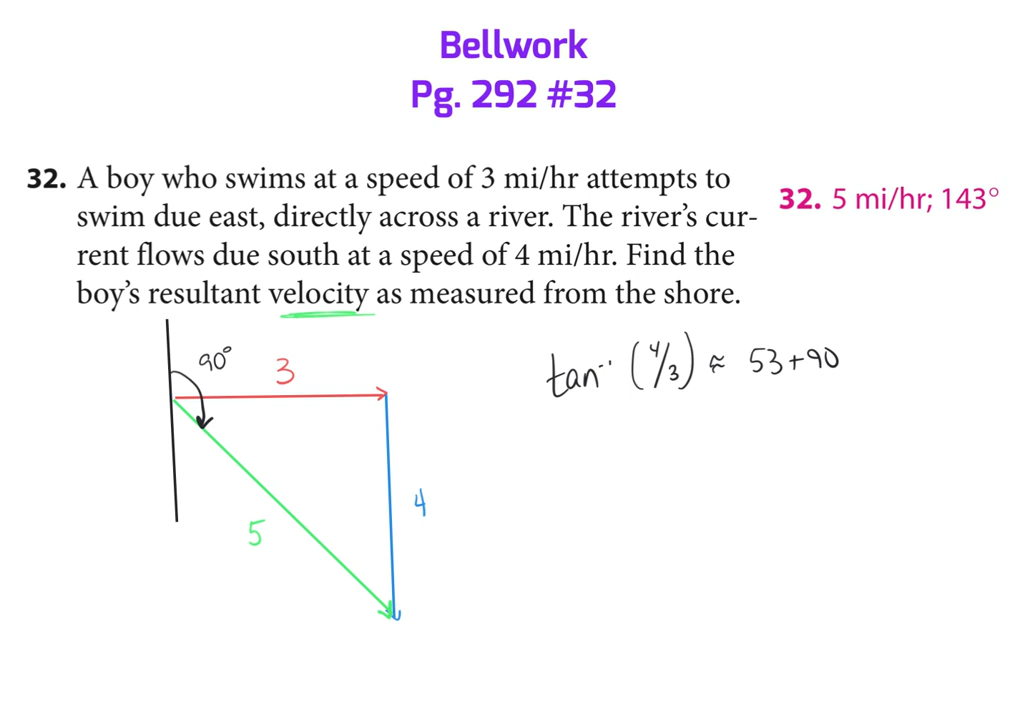 Bellwork
Pg. 292 #32
32. A boy who swims at a speed of 3 mi/hr attempts to
swim due east, directly across a river. The river's cur-
rent flows due south at a speed of 4 mi/hr. Find the
boy's resultant velocity as measured from the shore.
32. 5 mi/hr; 143°
90°
3
tan⁻¹ (4/3) ≈ 53+90
4
5